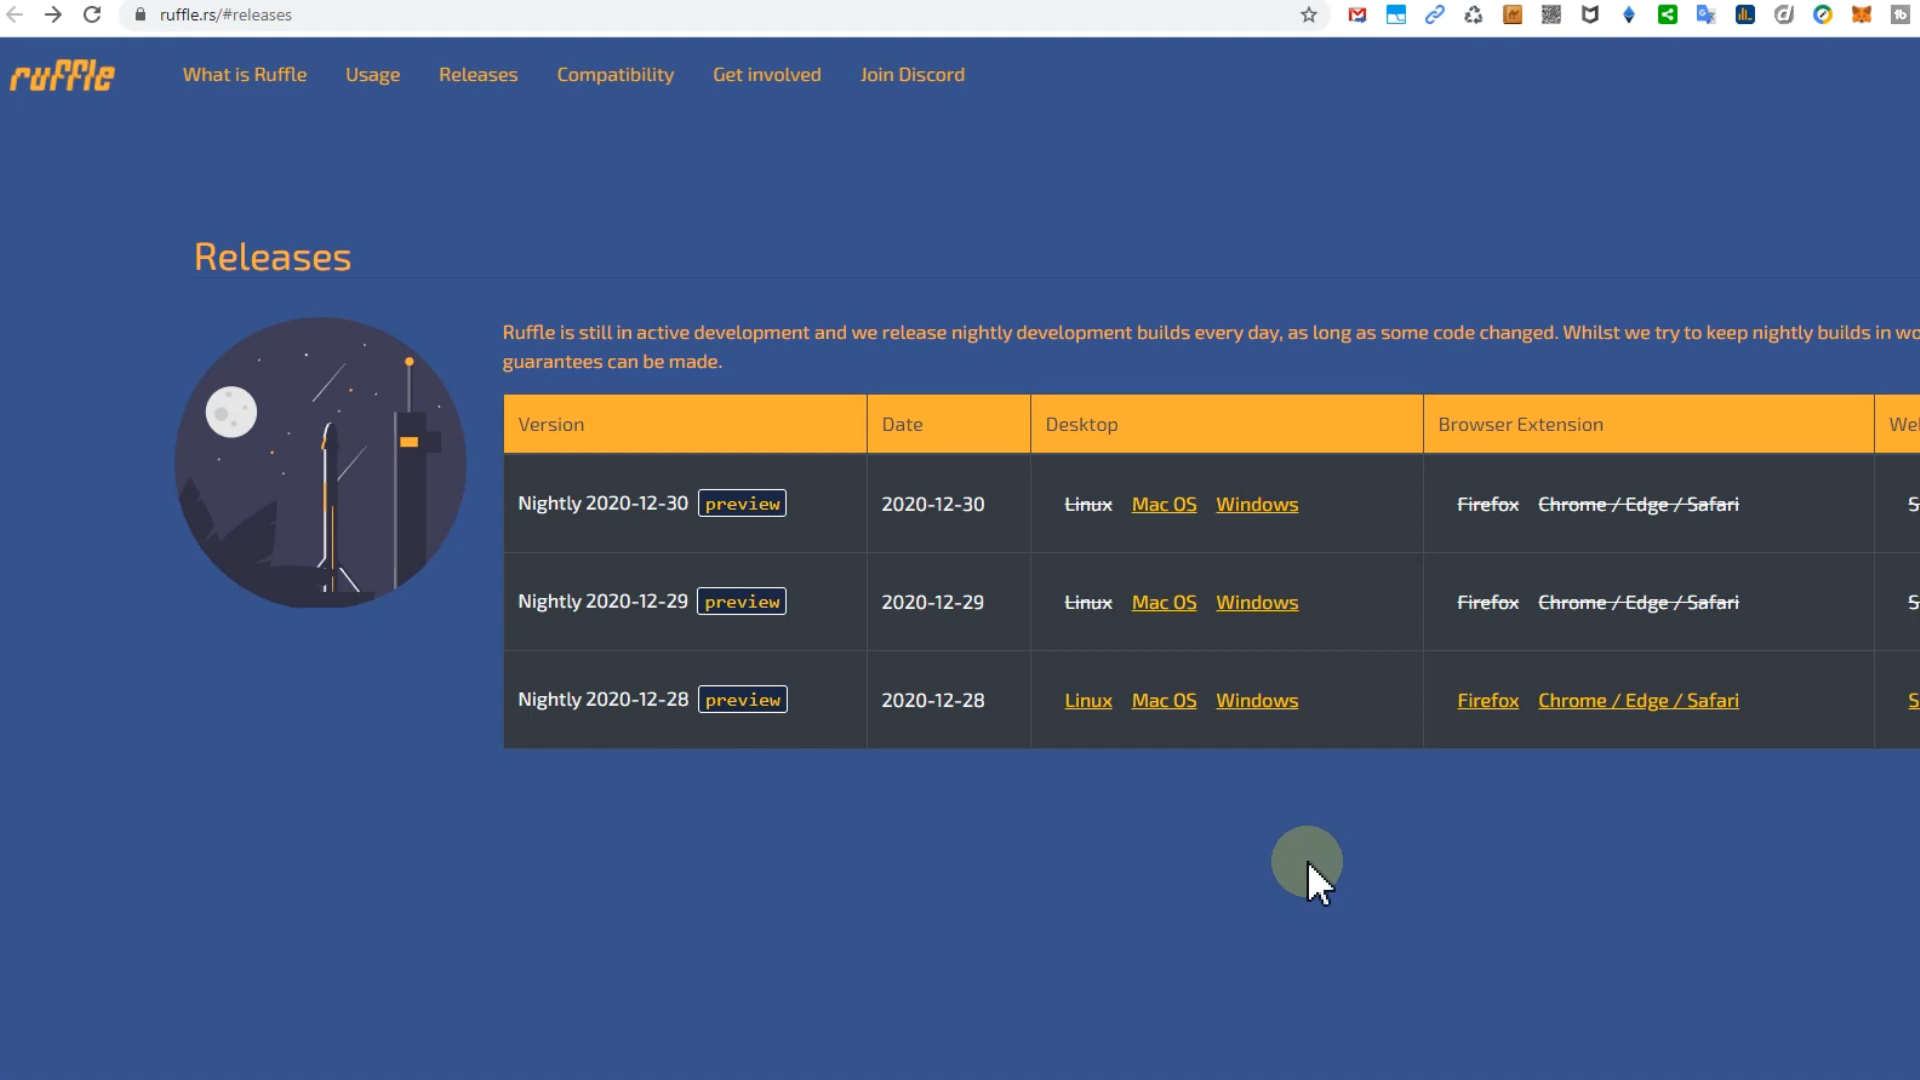 ruffle.rs/#releases
ruffle What is Ruffle Usage Releases Compatibility Get involved Join Discord
Releases
Ruffle is still in active development and we release nightly development builds every day, as long as some code changed. Whilst we try to keep nightly builds in wo
guarantees can be made.
Version Date Desktop Browser Extension We
Nightly 2020-12-30 preview 2020-12-30 Linux Mac OS Windows Firefox Chrome / Edge / Safari S
Nightly 2020-12-29 preview 2020-12-29 Linux Mac OS Windows Firefox Chrome / Edge / Safari S
Nightly 2020-12-28 preview 2020-12-28 Linux Mac OS Windows Firefox Chrome / Edge / Safari S